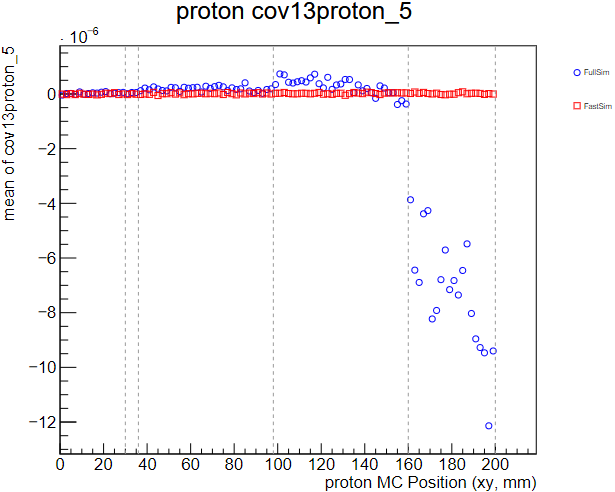 proton cov13proton_5
· 10⁻⁶
mean of cov13proton_5
0
−2
−4
−6
−8
−10
−12
0 20 40 60 80 100 120 140 160 180 200
proton MC Position (xy, mm)
FullSim
FastSim